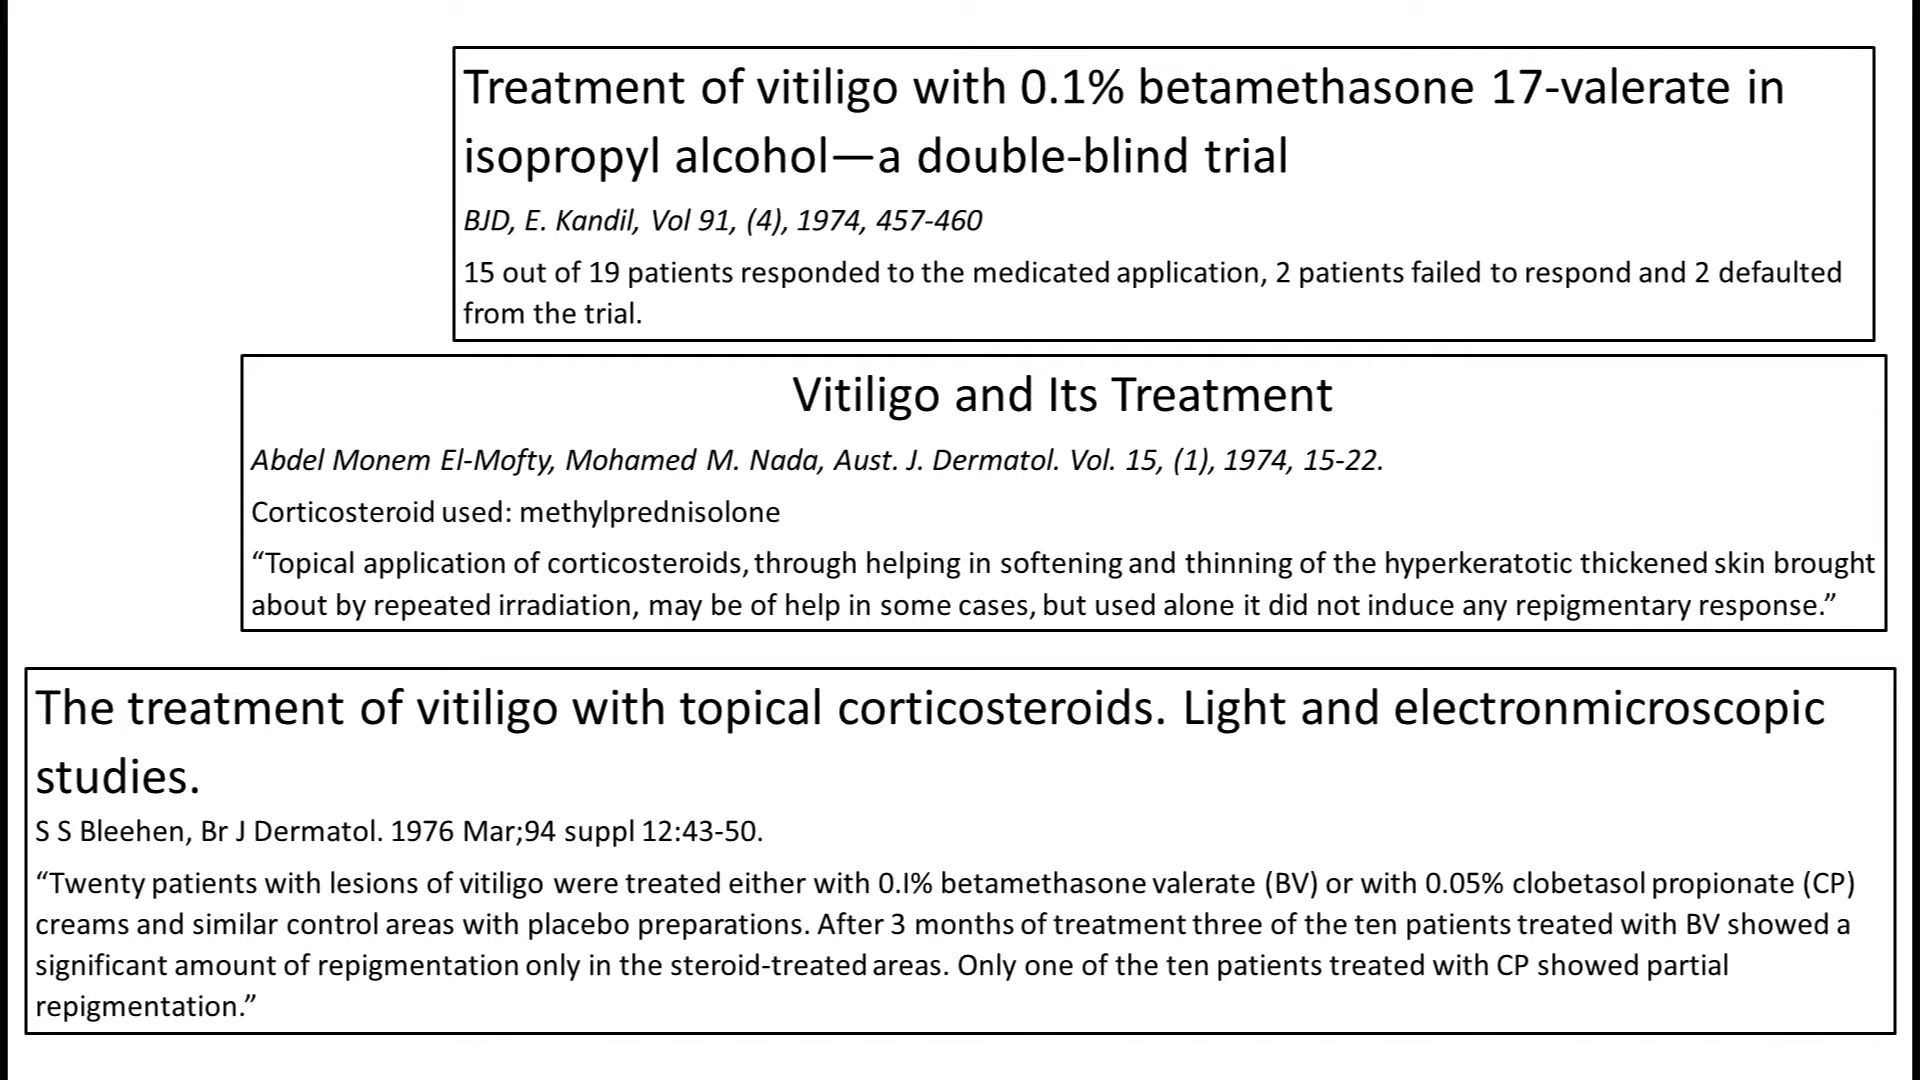 Treatment of vitiligo with 0.1% betamethasone 17-valerate in
isopropyl alcohol—a double-blind trial
BJD, E. Kandil, Vol 91, (4), 1974, 457-460
15 out of 19 patients responded to the medicated application, 2 patients failed to respond and 2 defaulted
from the trial.
Vitiligo and Its Treatment
Abdel Monem El-Mofty, Mohamed M. Nada, Aust. J. Dermatol. Vol. 15, (1), 1974, 15-22.
Corticosteroid used: methylprednisolone
“Topical application of corticosteroids, through helping in softening and thinning of the hyperkeratotic thickened skin brought
about by repeated irradiation, may be of help in some cases, but used alone it did not induce any repigmentary response.”
The treatment of vitiligo with topical corticosteroids. Light and electronmicroscopic
studies.
S S Bleehen, Br J Dermatol. 1976 Mar;94 suppl 12:43-50.
“Twenty patients with lesions of vitiligo were treated either with 0.I% betamethasone valerate (BV) or with 0.05% clobetasol propionate (CP)
creams and similar control areas with placebo preparations. After 3 months of treatment three of the ten patients treated with BV showed a
significant amount of repigmentation only in the steroid-treated areas. Only one of the ten patients treated with CP showed partial
repigmentation.”